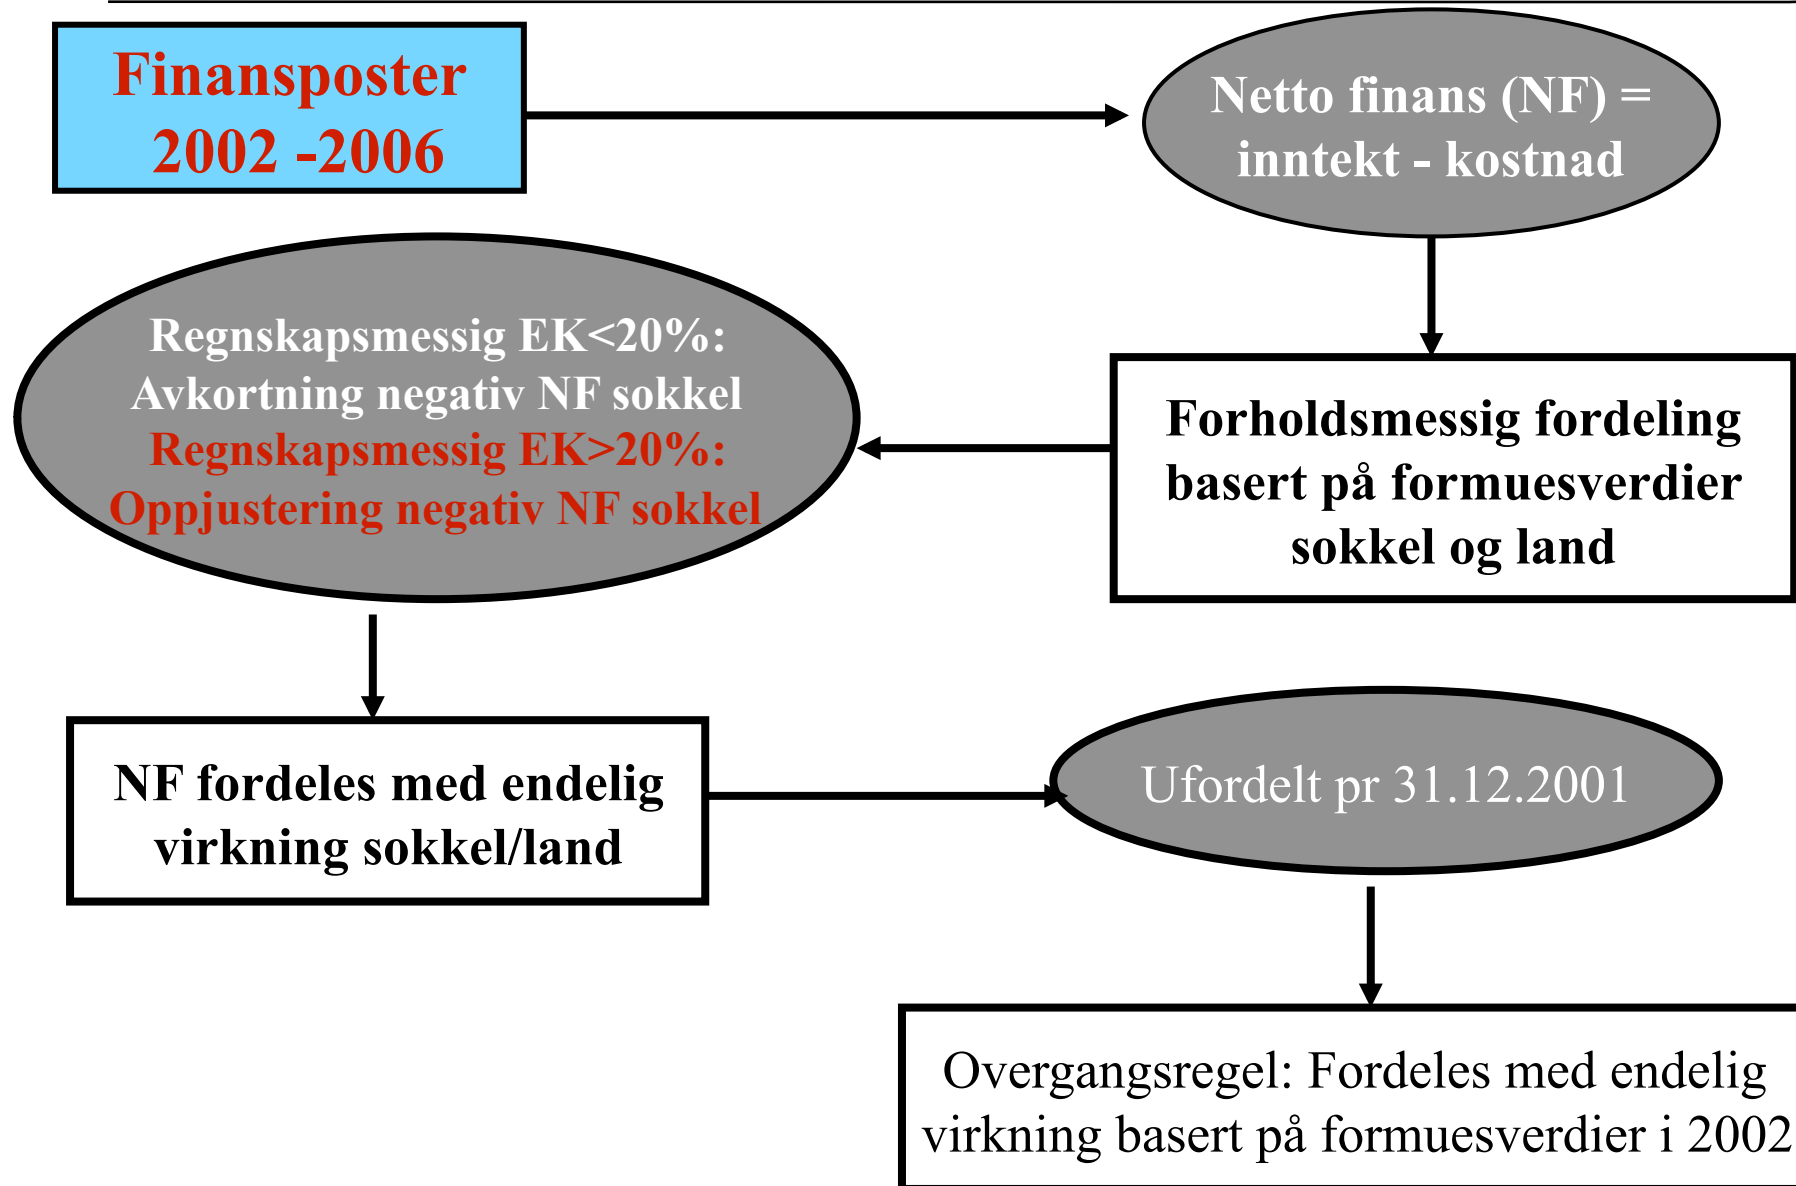 Finansposter
2002 -2006
Netto finans (NF) =
inntekt - kostnad
Forholdsmessig fordeling
basert på formuesverdier
sokkel og land
Regnskapsmessig EK<20%:
Avkortning negativ NF sokkel
Regnskapsmessig EK>20%:
Oppjustering negativ NF sokkel
NF fordeles med endelig
virkning sokkel/land
Ufordelt pr 31.12.2001
Overgangsregel: Fordeles med endelig
virkning basert på formuesverdier i 2002